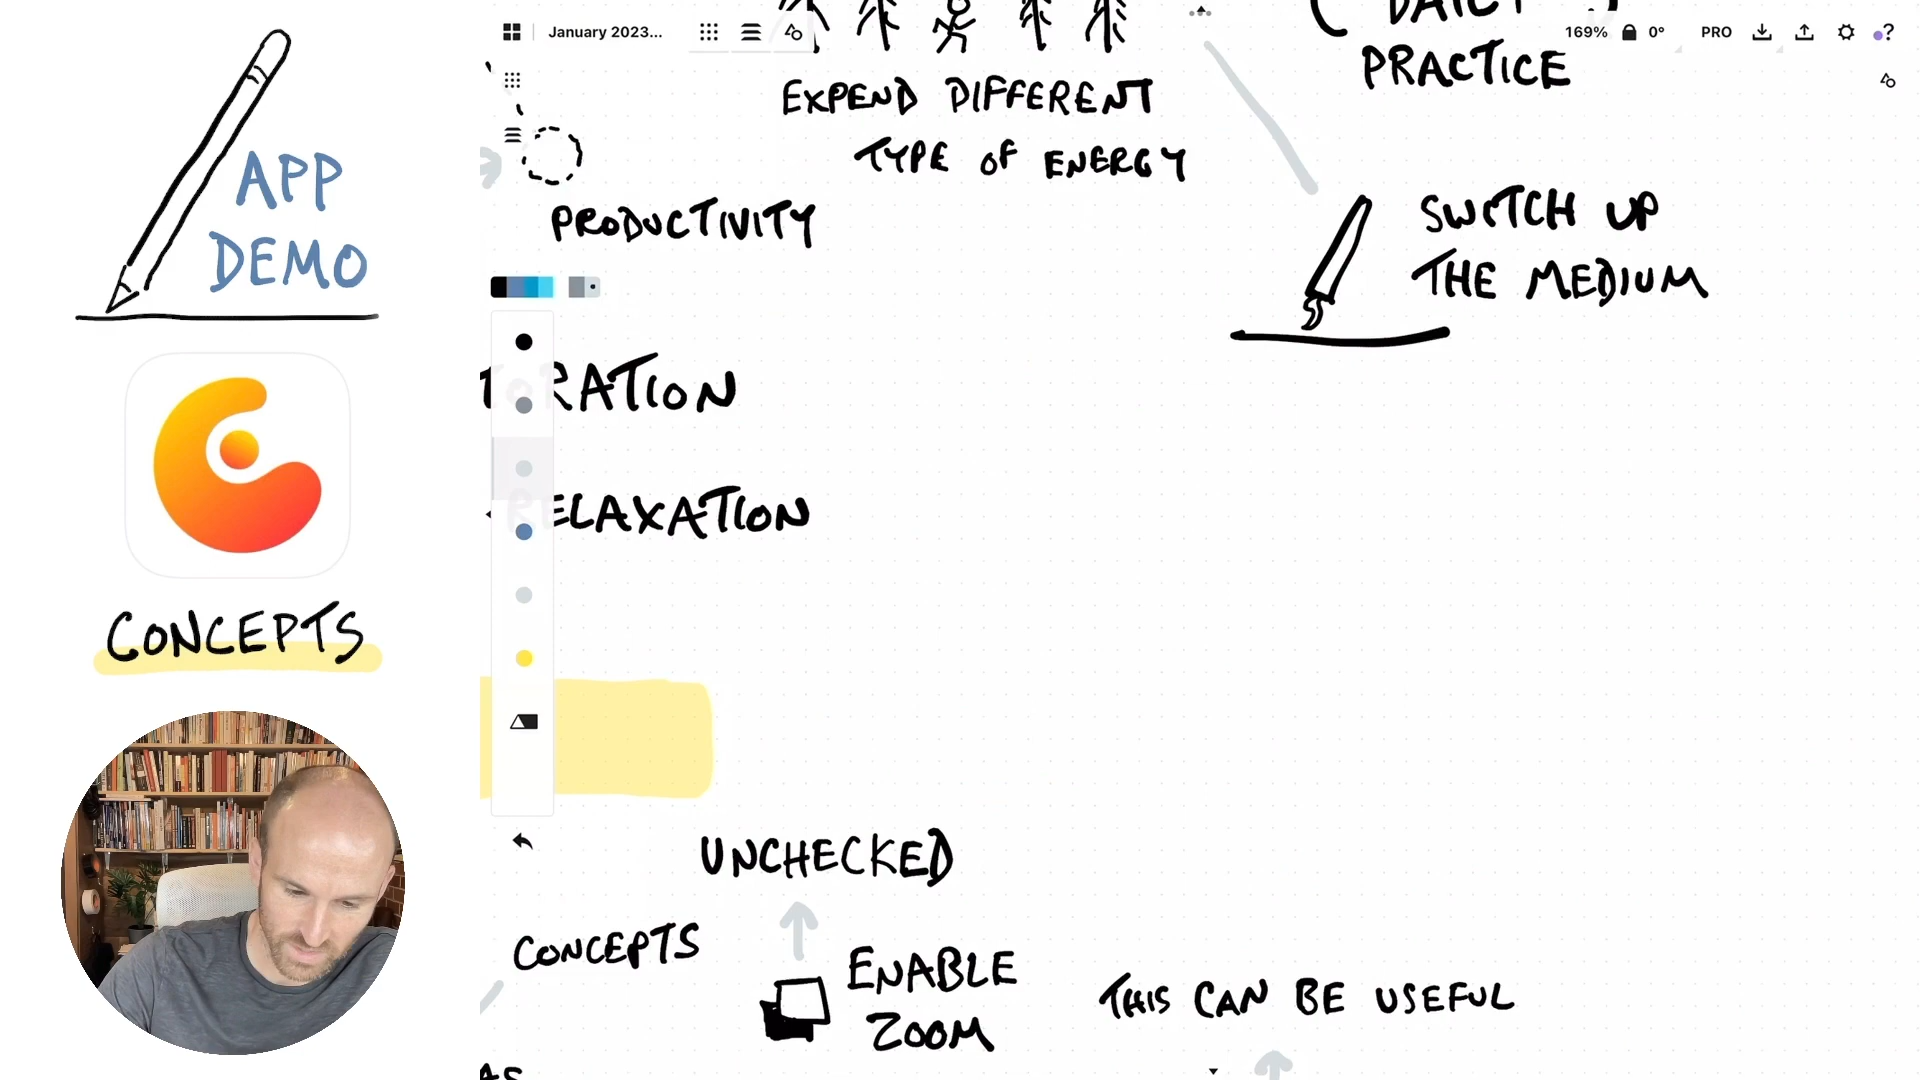 APP
DEMO
CONCEPTS
January 2023...
169%
0°
PRO
?
PRACTICE
EXPEND DIFFERENT
TYPE OF ENERGY
PRODUCTIVITY
SWITCH UP
THE MEDIUM
RATION
RELAXATION
UNCHECKED
CONCEPTS
ENABLE
ZOOM
THIS CAN BE USEFUL